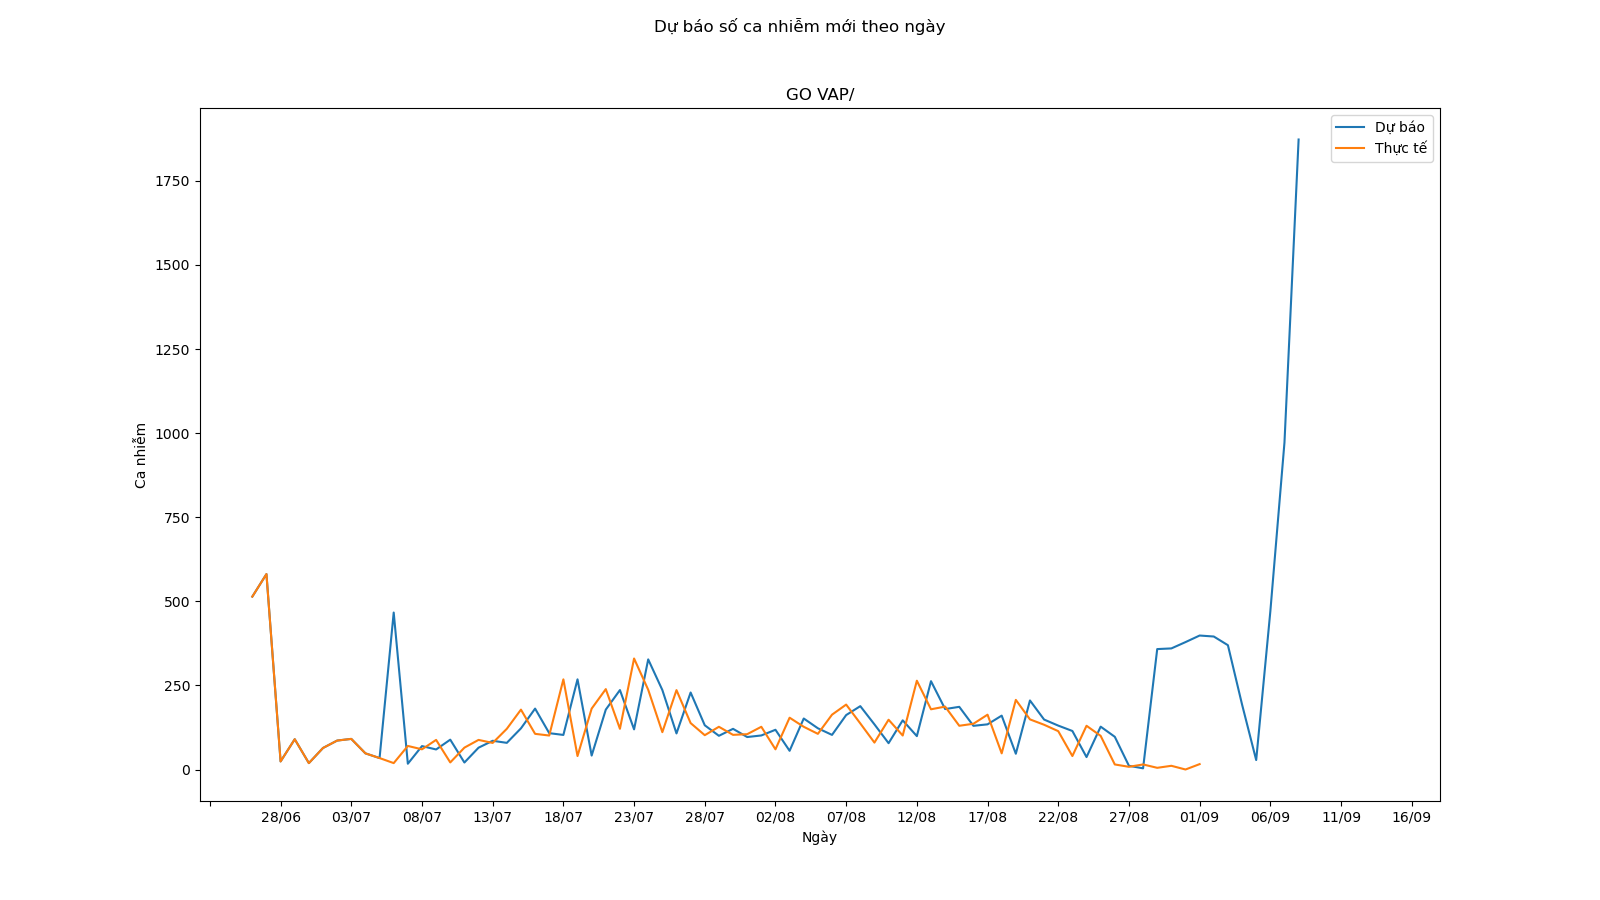 Dự báo số ca nhiễm mới theo ngày
GO VAP/
Dự báo
Thực tế
1750
1500
1250
1000
750
500
250
0
Ca nhiễm
28/06 03/07 08/07 13/07 18/07 23/07 28/07 02/08 07/08 12/08 17/08 22/08 27/08 01/09 06/09 11/09 16/09
Ngày